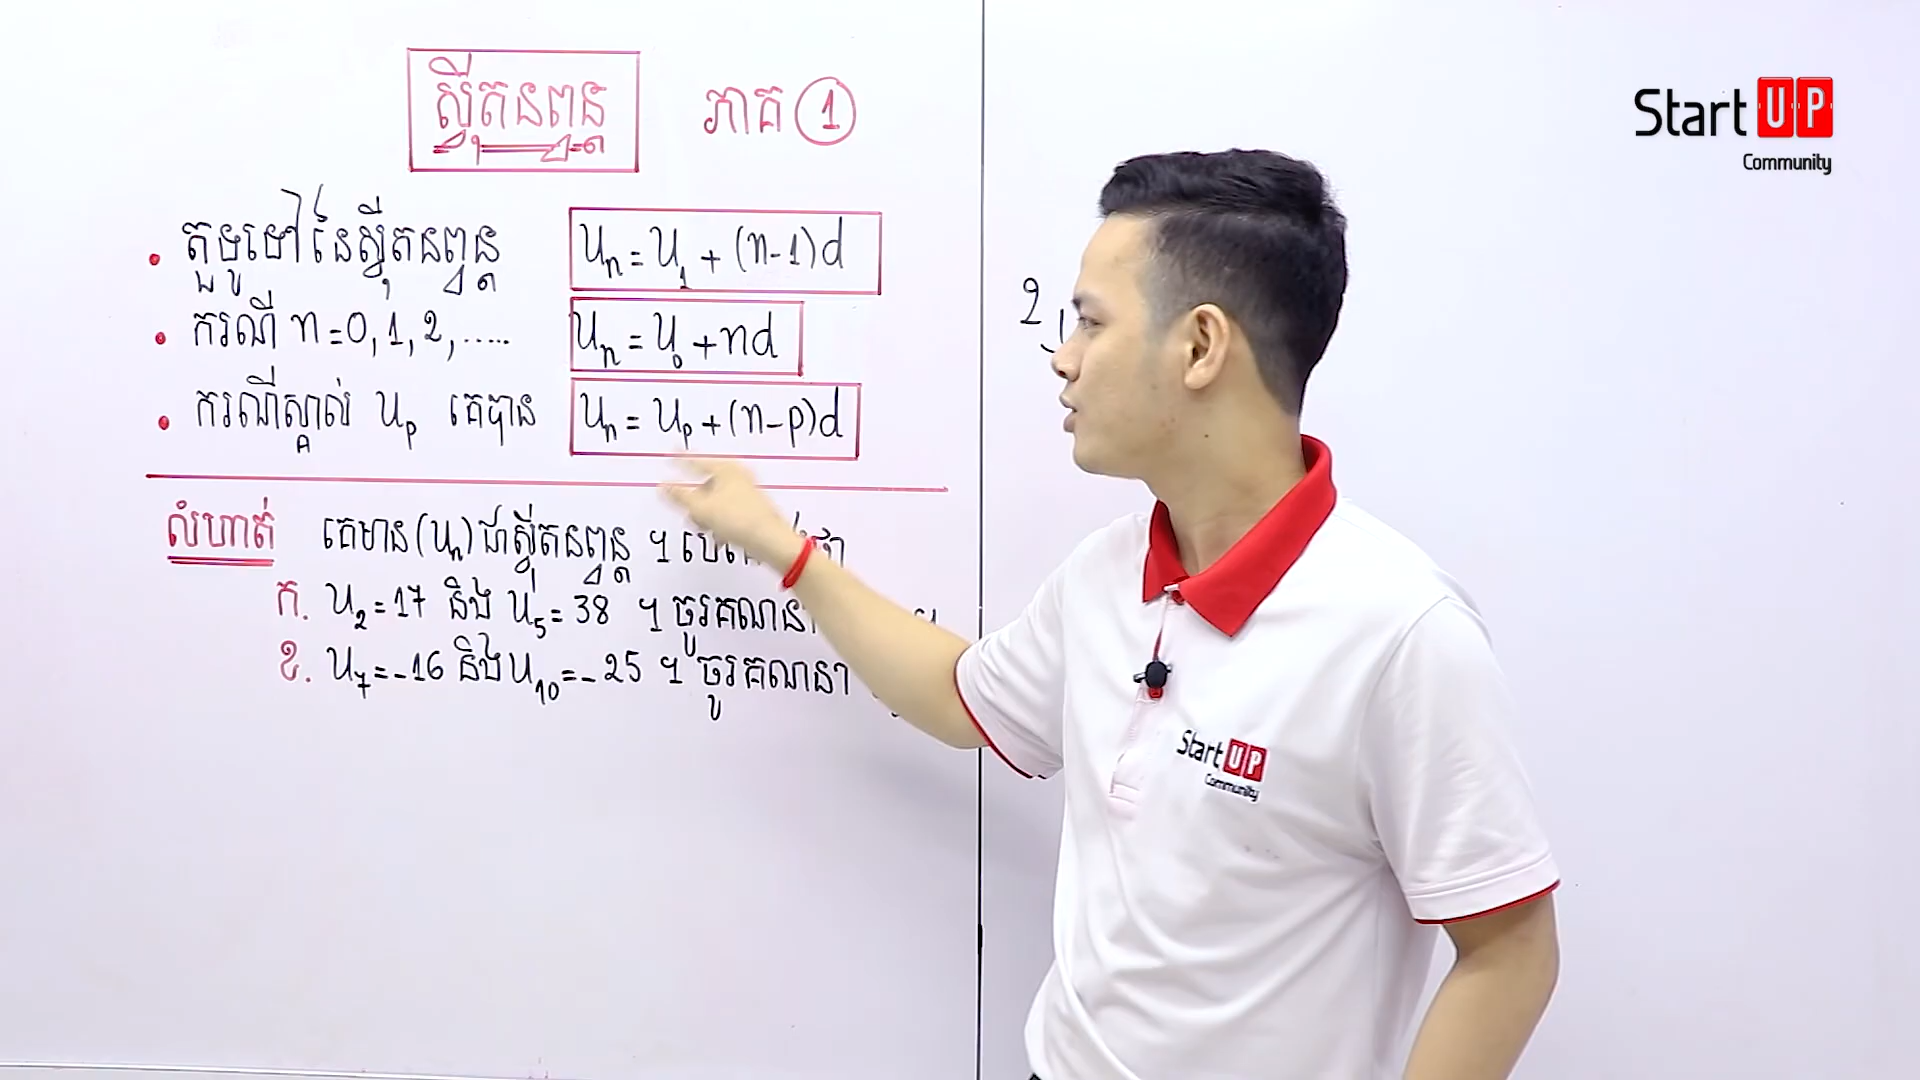 ស្វ៊ីតនព្វន្ត ភាគ 1
• តួទូទៅនៃស្វ៊ីតនព្វន្ត Uₙ = U₁ + (n-1)d
• ករណី n = 0, 1, 2, ..... Uₙ = U₀ + nd
• ករណីស្គាល់ Uₚ គេបាន Uₙ = Uₚ + (n-p)d
លំហាត់ គេមាន (Uₙ) ជាស្វ៊ីតនព្វន្ត ។
ក. U₂ = 17 និង U₅ = 38 ។ ចូរគណនា
ខ. U₇ = -16 និង U₁₀ = -25 ។ ចូរគណនា
2
StartUP
Community
StartUP
Community